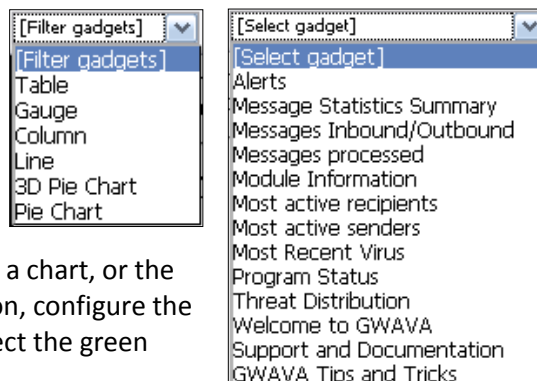 [Filter gadgets]
[Filter gadgets]
Table
Gauge
Column
Line
3D Pie Chart
Pie Chart
[Select gadget]
[Select gadget]
Alerts
Message Statistics Summary
Messages Inbound/Outbound
Messages processed
Module Information
Most active recipients
Most active senders
Most Recent Virus
Program Status
Threat Distribution
Welcome to GWAVA
Support and Documentation
GWAVA Tips and Tricks
a chart, or the
on, configure the
ect the green